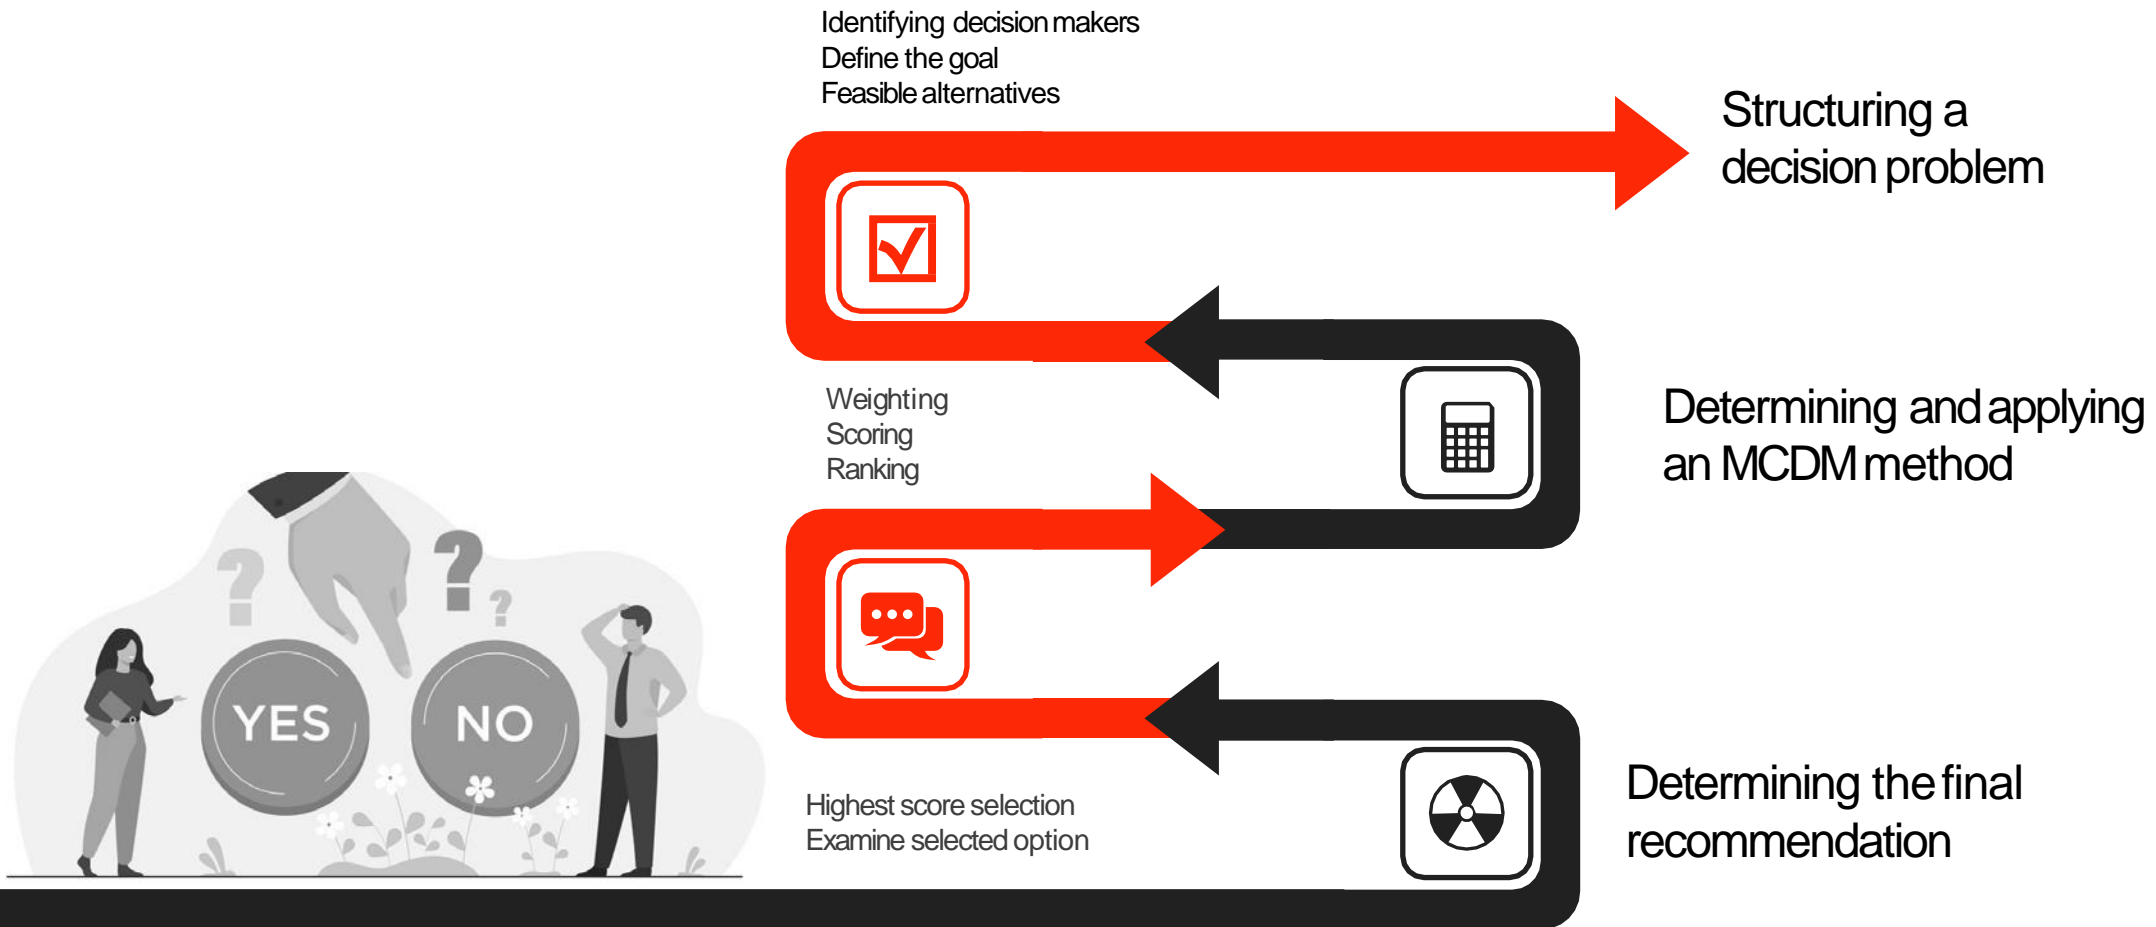 Identifying decision makers
Define the goal
Feasible alternatives
Structuring a
decision problem
Weighting
Scoring
Ranking
Determining and applying
an MCDM method
?
?
?
YES
NO
Highest score selection
Examine selected option
Determining the final
recommendation